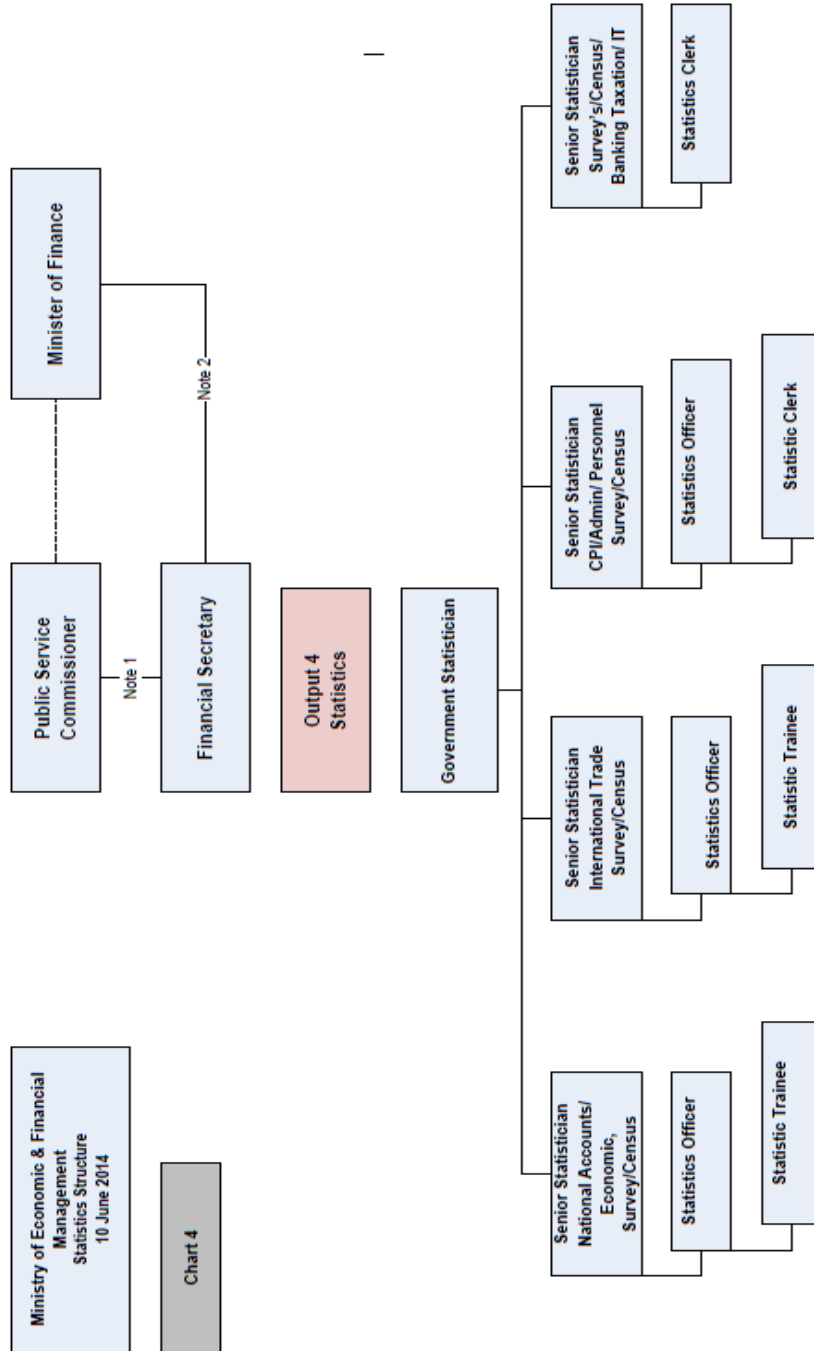 Ministry of Economic & Financial
Management
Statistics Structure
10 June 2014
Chart 4
Public Service
Commissioner
Minister of Finance
Note 1
Note 2
Financial Secretary
Output 4
Statistics
Government Statistician
Senior Statistician
National Accounts/
Economic,
Survey/Census
Statistics Officer
Statistic Trainee
Senior Statistician
International Trade
Survey/Census
Statistics Officer
Statistic Trainee
Senior Statistician
CPI/Admin/ Personnel
Survey/Census
Statistics Officer
Statistic Clerk
Senior Statistician
Survey's/Census/
Banking Taxation/ IT
Statistics Clerk